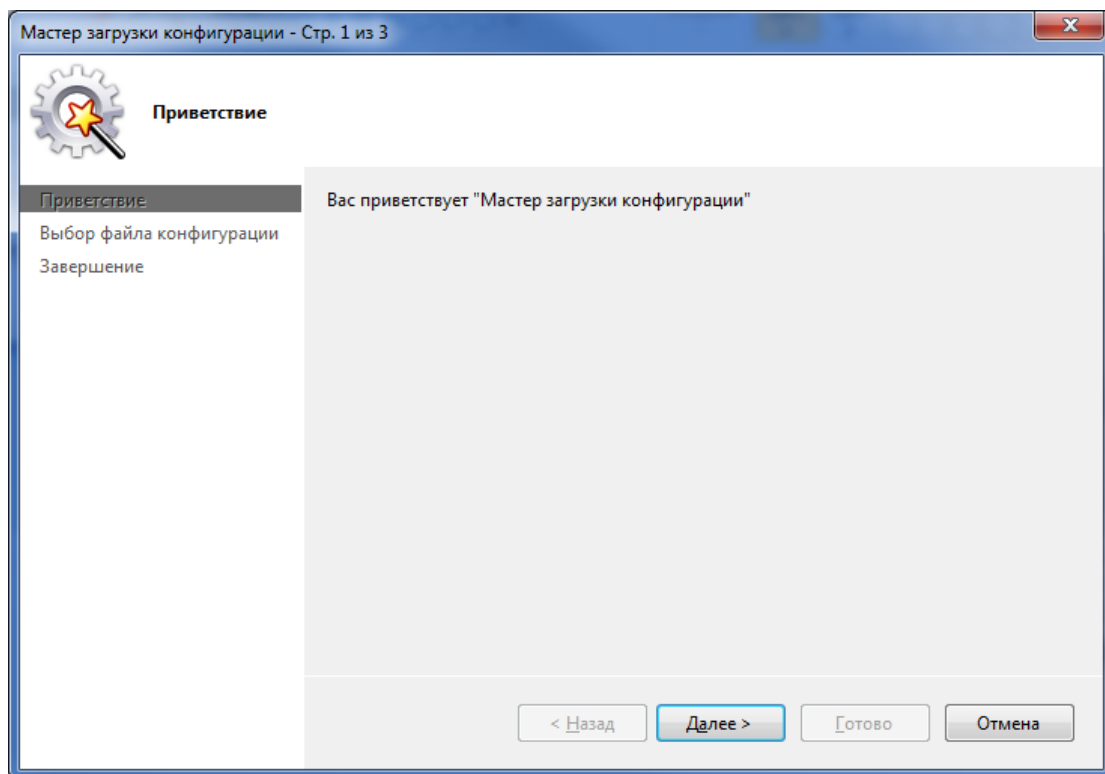 Мастер загрузки конфигурации - Стр. 1 из 3
Приветствие
Приветствие
Выбор файла конфигурации
Завершение
Вас приветствует "Мастер загрузки конфигурации"
< Назад
Далее >
Готово
Отмена